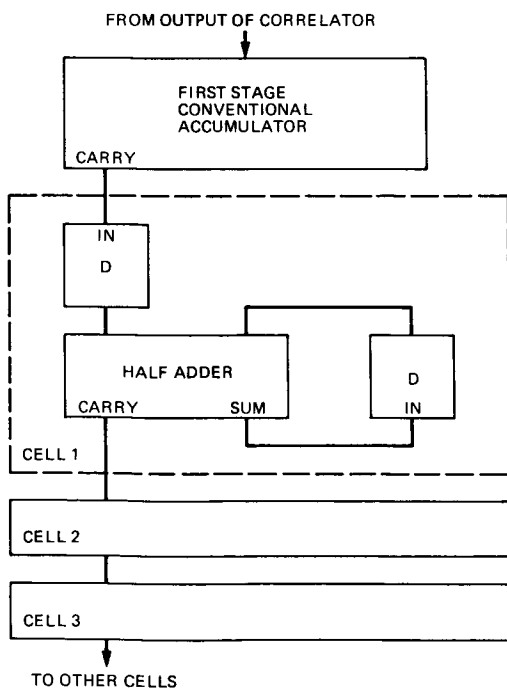 FROM OUTPUT OF CORRELATOR
FIRST STAGE
CONVENTIONAL
ACCUMULATOR
CARRY
IN
D
HALF ADDER
CARRY
SUM
D
IN
CELL 1
CELL 2
CELL 3
TO OTHER CELLS